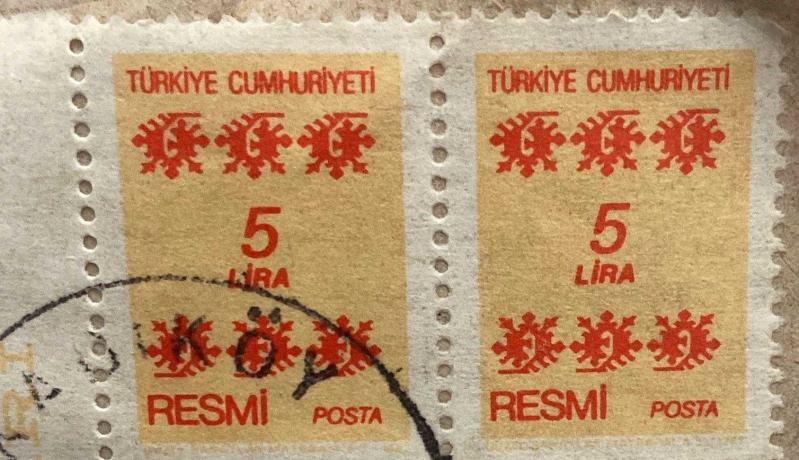 TÜRKİYE CUMHURİYETİ
5
LİRA
RESMİ POSTA
TÜRKİYE CUMHURİYETİ
5
LİRA
RESMİ POSTA